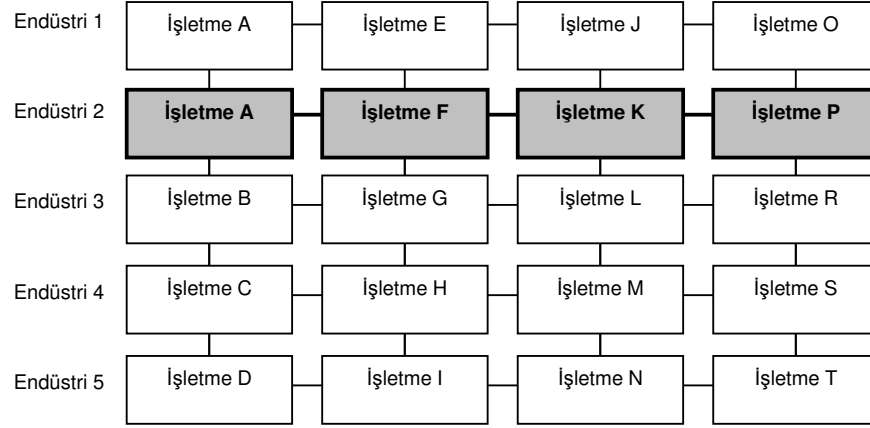 Endüstri 1 İşletme A İşletme E İşletme J İşletme O
Endüstri 2 İşletme A İşletme F İşletme K İşletme P
Endüstri 3 İşletme B İşletme G İşletme L İşletme R
Endüstri 4 İşletme C İşletme H İşletme M İşletme S
Endüstri 5 İşletme D İşletme I İşletme N İşletme T